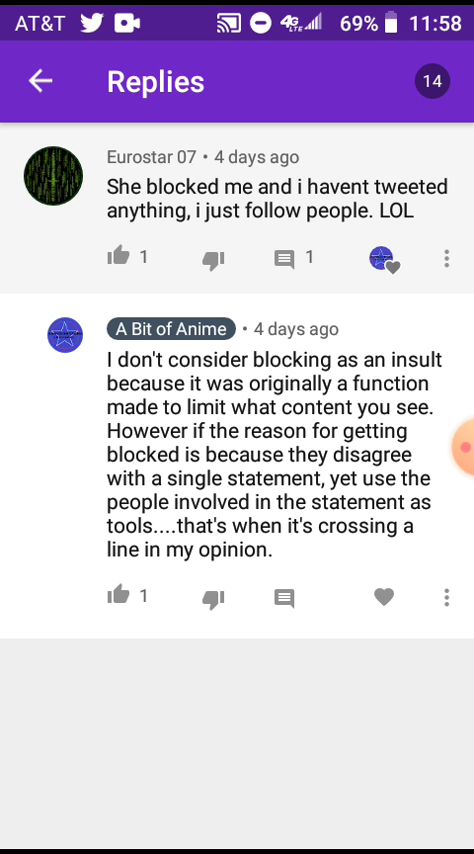 AT&T 4G LTE 69% 11:58
Replies 14
Eurostar 07 • 4 days ago
She blocked me and i havent tweeted
anything, i just follow people. LOL
1 1
A Bit of Anime • 4 days ago
I don't consider blocking as an insult
because it was originally a function
made to limit what content you see.
However if the reason for getting
blocked is because they disagree
with a single statement, yet use the
people involved in the statement as
tools....that's when it's crossing a
line in my opinion.
1